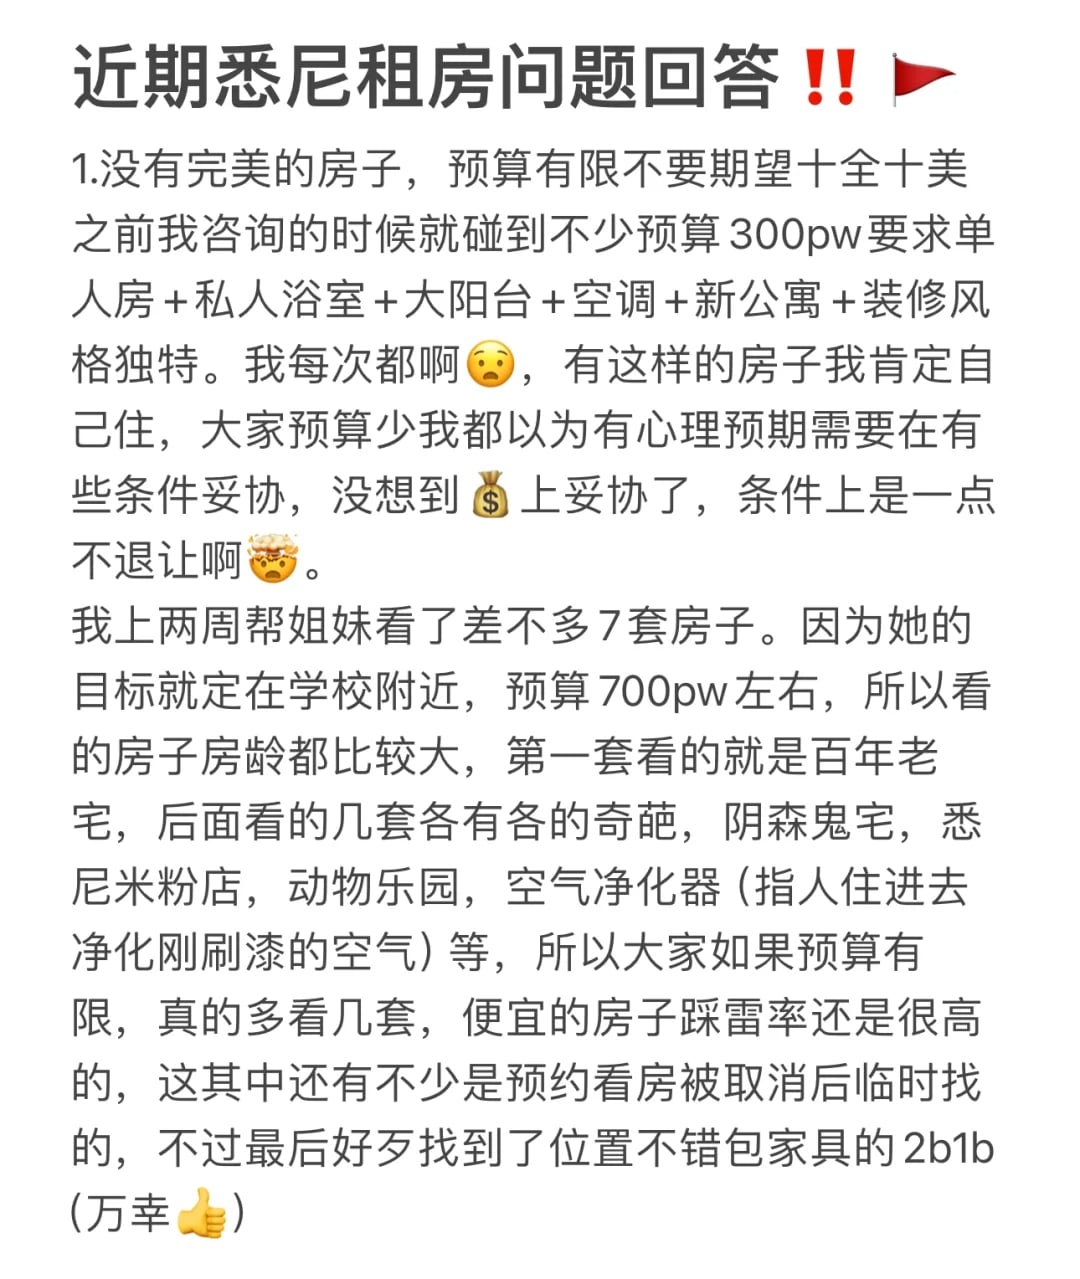 近期悉尼租房问题回答‼️🚩
1.没有完美的房子，预算有限不要期望十全十美
之前我咨询的时候就碰到不少预算300pw要求单
人房+私人浴室+大阳台+空调+新公寓+装修风
格独特。我每次都啊😧，有这样的房子我肯定自
己住，大家预算少我都以为有心理预期需要在有
些条件妥协，没想到💰上妥协了，条件上是一点
不退让啊🤯。
我上两周帮姐妹看了差不多7套房子。因为她的
目标就定在学校附近，预算700pw左右，所以看
的房子房龄都比较大，第一套看的就是百年老
宅，后面看的几套各有各的奇葩，阴森鬼宅，悉
尼米粉店，动物乐园，空气净化器（指人住进去
净化刚刷漆的空气）等，所以大家如果预算有
限，真的多看几套，便宜的房子踩雷率还是很高
的，这其中还有不少是预约看房被取消后临时找
的，不过最后好歹找到了位置不错包家具的2b1b
（万幸👍）